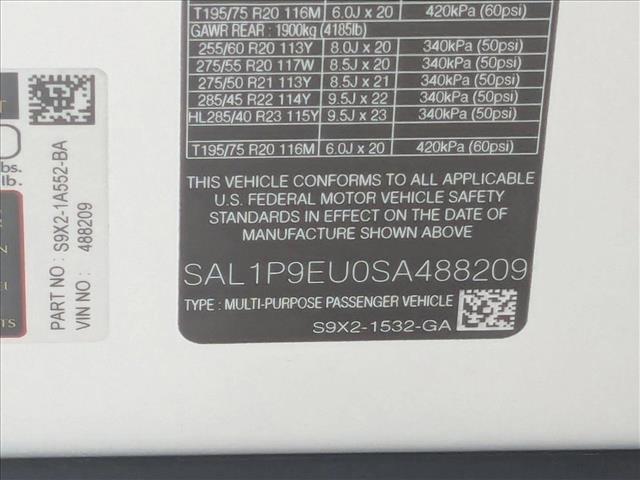 T195/75 R20 116M 6.0J x 20 420kPa (60psi)
GAWR REAR : 1900kg (4185lb)
255/60 R20 113Y 8.0J x 20 340kPa (50psi)
275/55 R20 117W 8.5J x 20 340kPa (50psi)
275/50 R21 113Y 8.5J x 21 340kPa (50psi)
285/45 R22 114Y 9.5J x 22 340kPa (50psi)
HL285/40 R23 115Y 9.5J x 23 340kPa (50psi)
T195/75 R20 116M 6.0J x 20 420kPa (60psi)
THIS VEHICLE CONFORMS TO ALL APPLICABLE
U.S. FEDERAL MOTOR VEHICLE SAFETY
STANDARDS IN EFFECT ON THE DATE OF
MANUFACTURE SHOWN ABOVE
SAL1P9EU0SA488209
TYPE : MULTI-PURPOSE PASSENGER VEHICLE
S9X2-1532-GA
PART NO : S9X2-1A552-BA
VIN NO : 488209
lb.